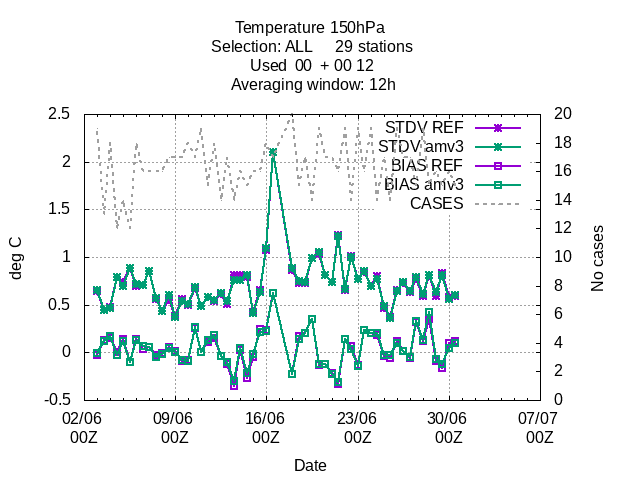 Temperature 150hPa
Selection: ALL 29 stations
Used 00 + 00 12
Averaging window: 12h
2.5
2
1.5
1
0.5
0
-0.5
deg C
20
18
16
14
12
10
8
6
4
2
0
No cases
STDV REF
STDV amv3
BIAS REF
BIAS amv3
CASES
02/06 09/06 16/06 23/06 30/06 07/07
00Z 00Z 00Z 00Z 00Z 00Z
Date